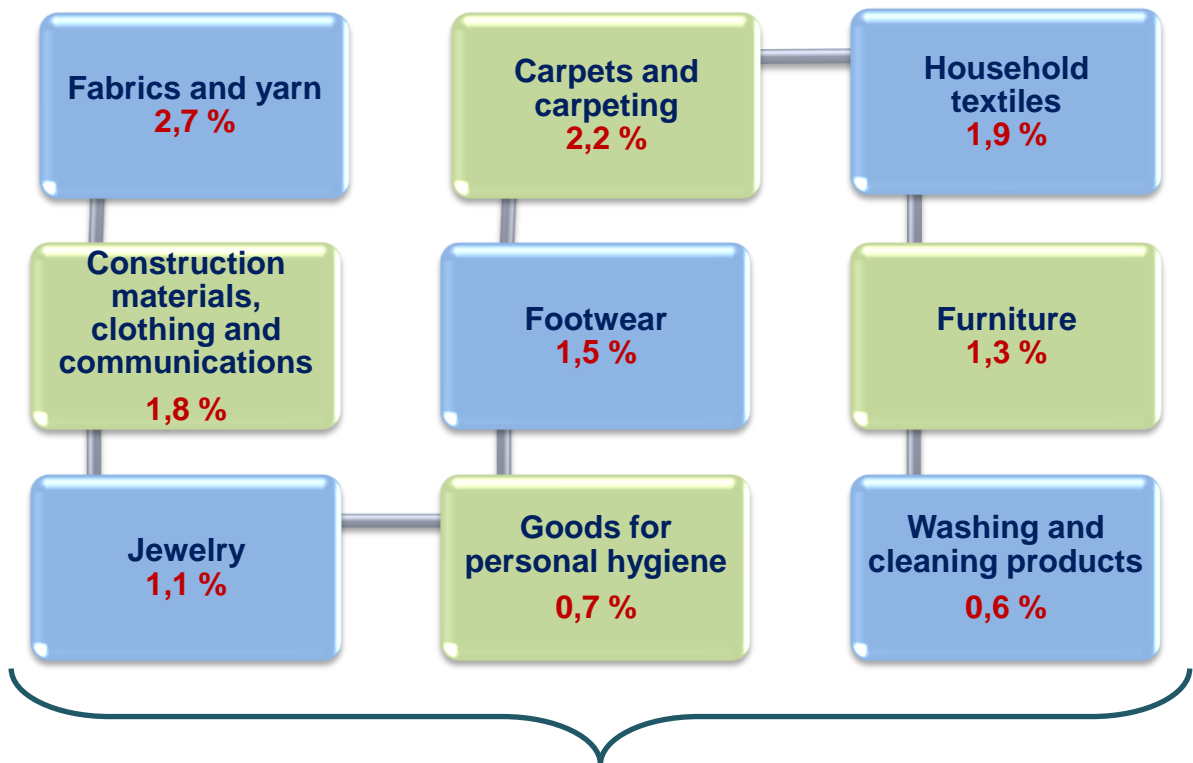 Fabrics and yarn
2,7 %
Construction
materials,
clothing and
communications
1,8 %
Jewelry
1,1 %
Goods for
personal hygiene
0,7 %
Footwear
1,5 %
Carpets and
carpeting
2,2 %
Household
textiles
1,9 %
Furniture
1,3 %
Washing and
cleaning products
0,6 %